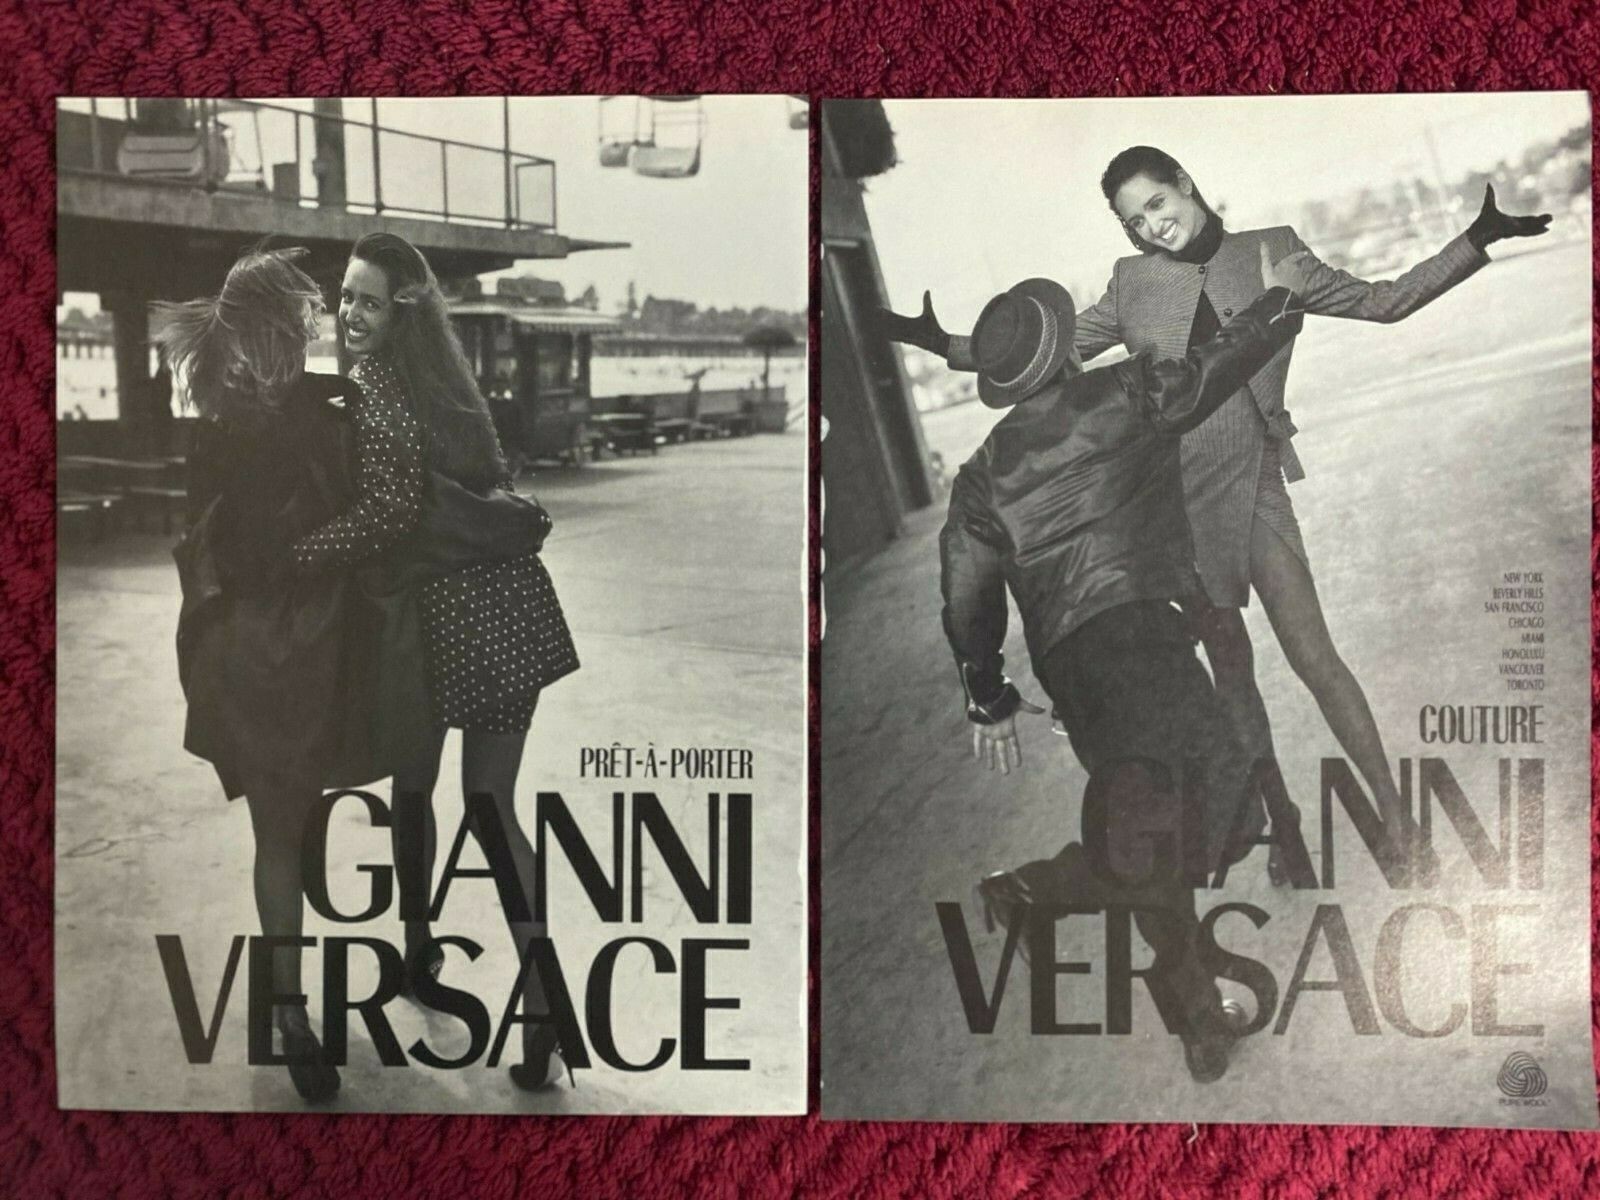 PRÊT-À-PORTER
GIANNI
VERSACE
NEW YORK
BEVERLY HILLS
SAN FRANCISCO
CHICAGO
MIAMI
HONOLULU
VANCOUVER
TORONTO
COUTURE
GIANNI
VERSACE
PURE WOOL